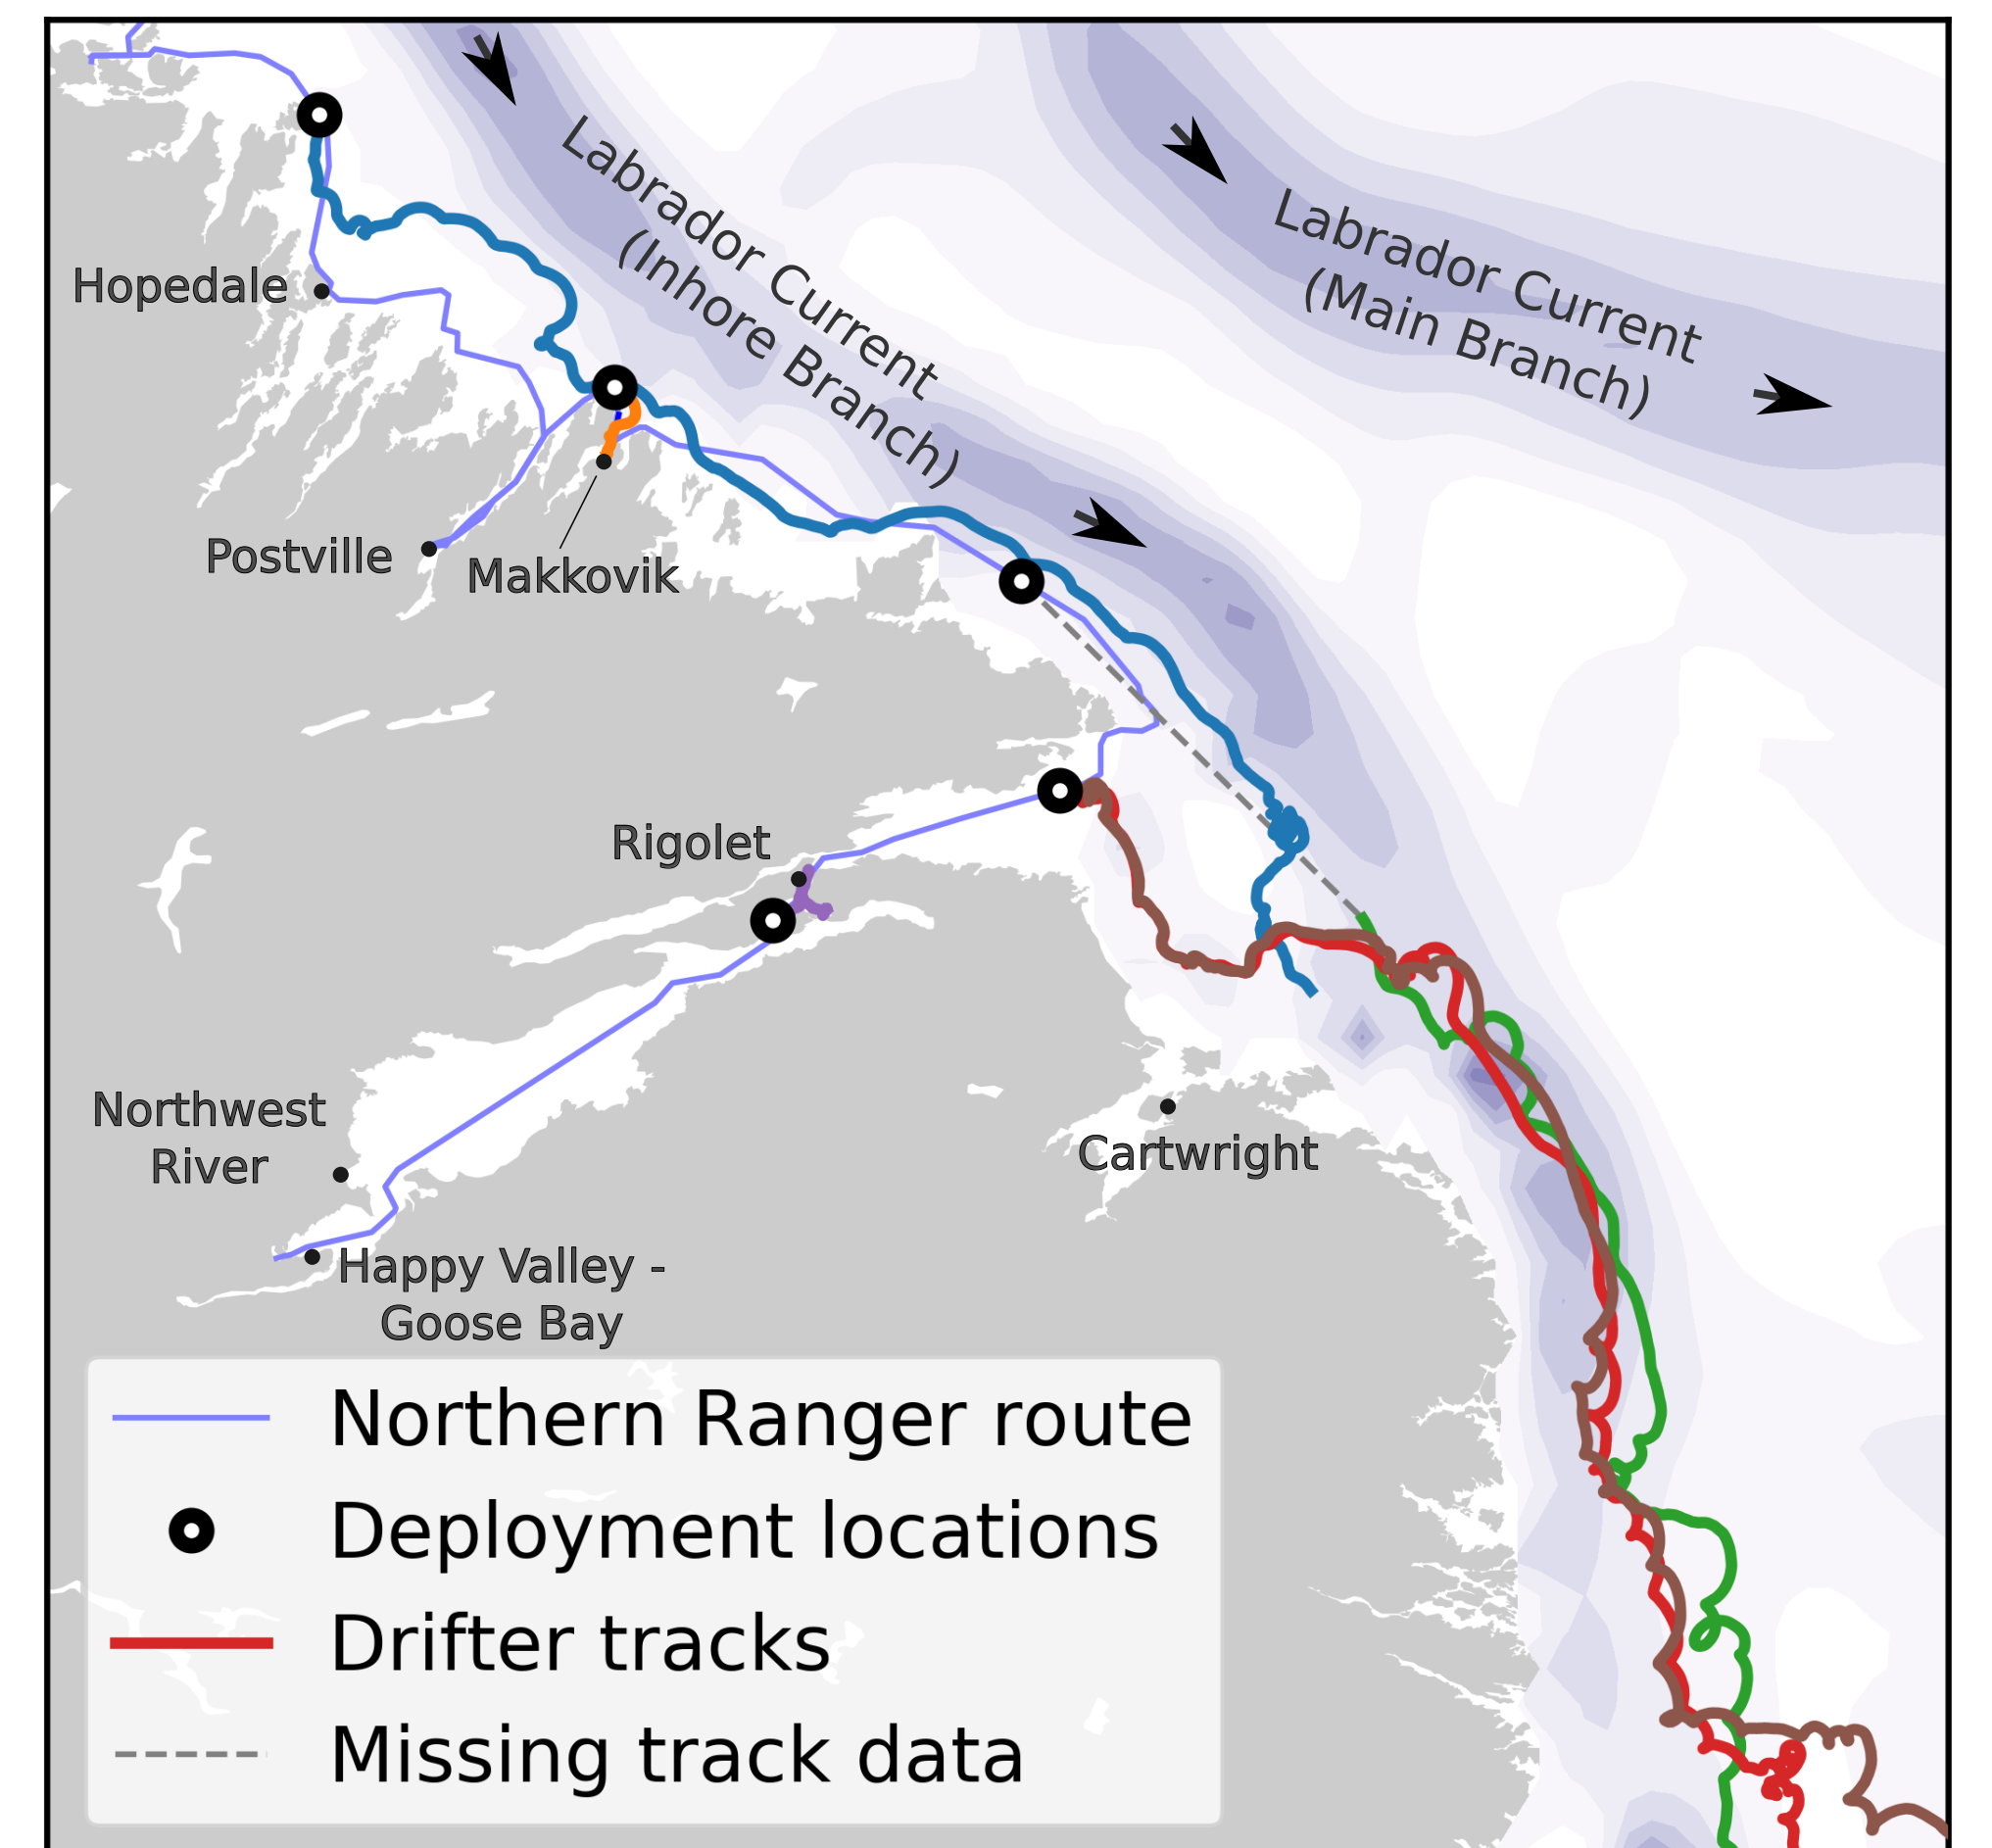 Labrador Current
(Inhore Branch)
Labrador Current
(Main Branch)
Hopedale
Postville
Makkovik
Rigolet
Northwest
River
Cartwright
Happy Valley -
Goose Bay
Northern Ranger route
Deployment locations
Drifter tracks
Missing track data